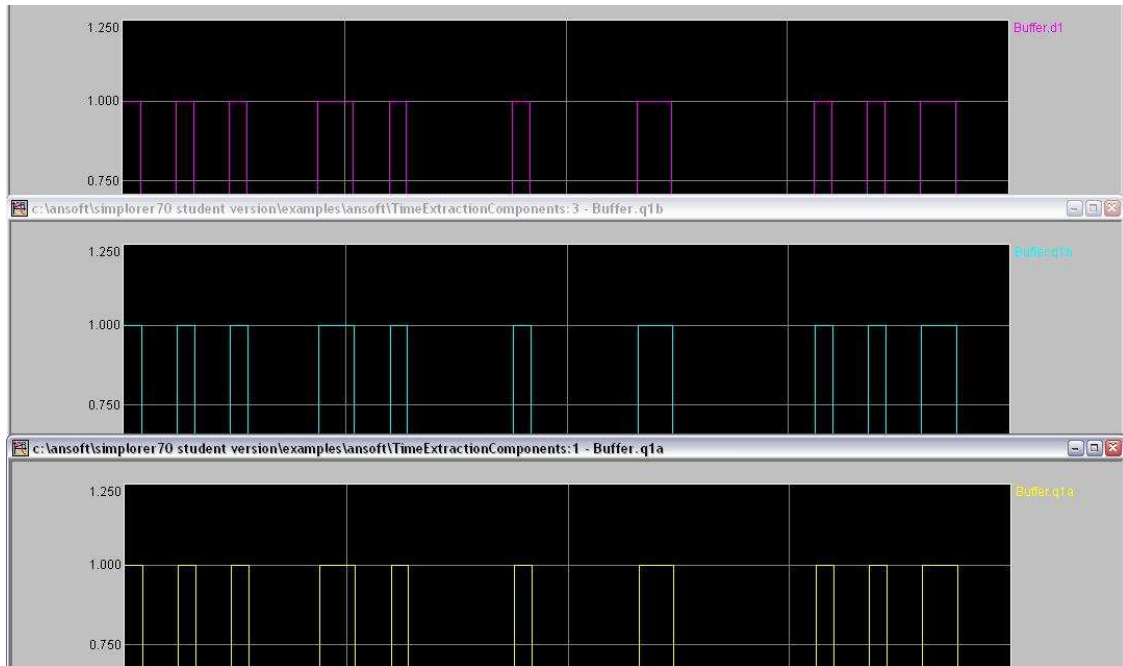 1.250
Buffer.d1
1.000
0.750
c:\ansoft\simplorer70 student version\examples\ansoft\TimeExtractionComponents:3 - Buffer.q1b
1.250
Buffer.q1b
1.000
0.750
c:\ansoft\simplorer70 student version\examples\ansoft\TimeExtractionComponents:1 - Buffer.q1a
1.250
Buffer.q1a
1.000
0.750